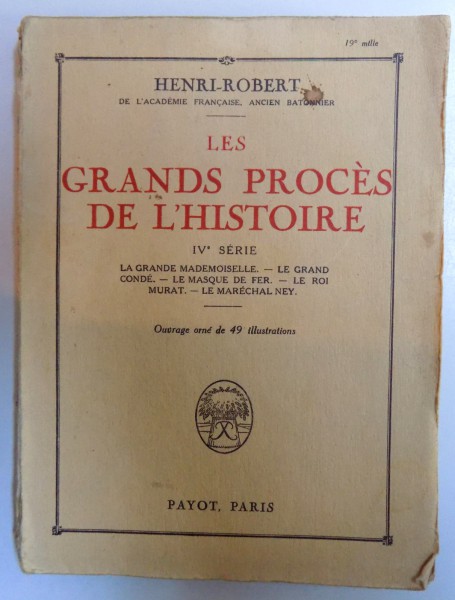 19e mille
HENRI-ROBERT
DE L'ACADÉMIE FRANÇAISE, ANCIEN BATONNIER
LES
GRANDS PROCÈS
DE L'HISTOIRE
IVe SÉRIE
LA GRANDE MADEMOISELLE. — LE GRAND
CONDÉ. — LE MASQUE DE FER. — LE ROI
MURAT. — LE MARÉCHAL NEY.
Ouvrage orné de 49 illustrations
PAYOT, PARIS